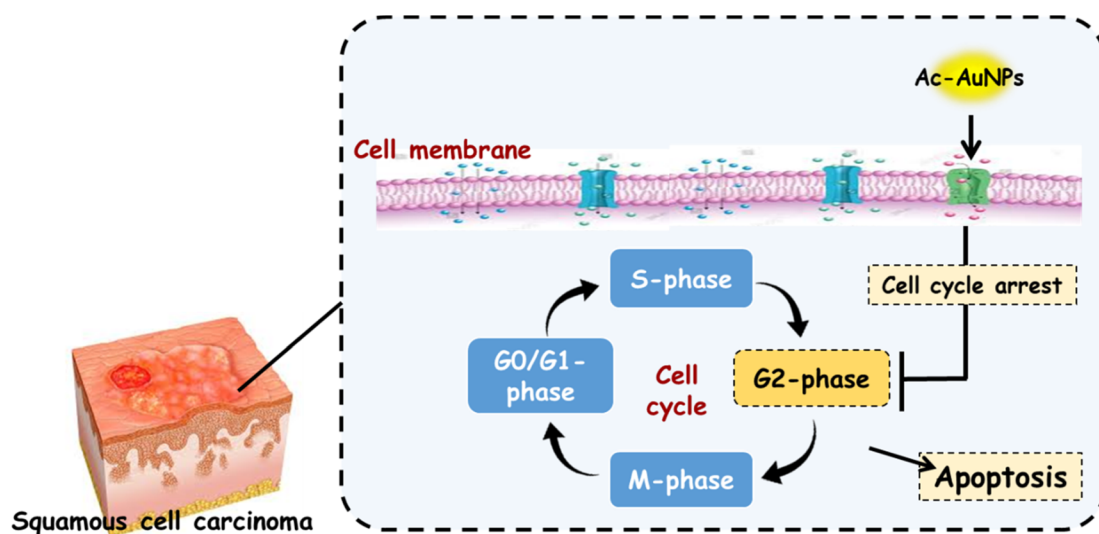 Ac-AuNPs
Cell membrane
S-phase
Cell cycle arrest
G0/G1-
phase
Cell
cycle
G2-phase
M-phase
Apoptosis
Squamous cell carcinoma